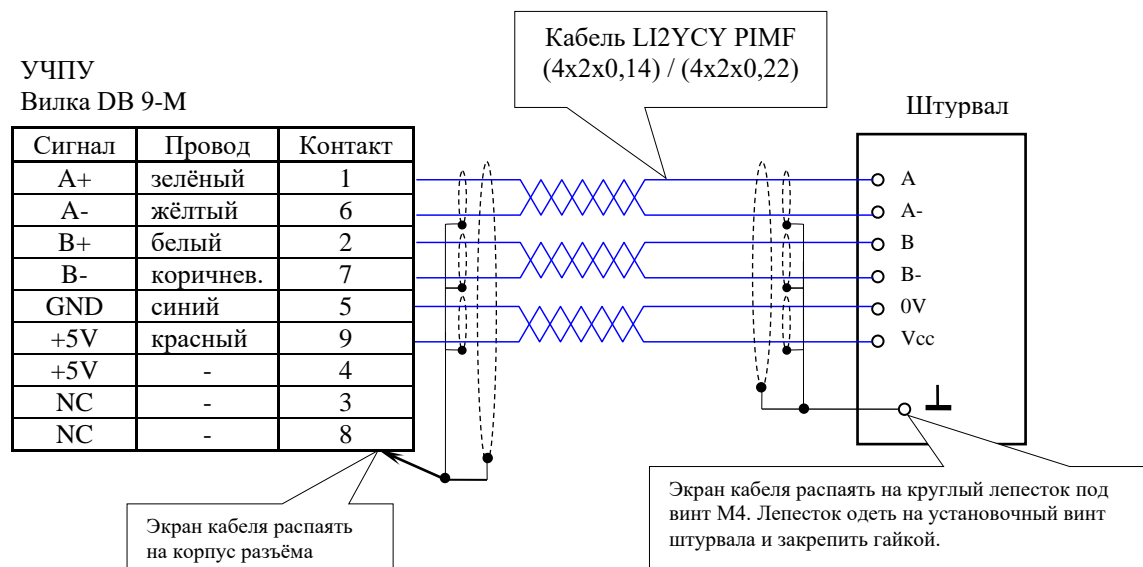 Кабель LI2YCY PIMF
(4x2x0,14) / (4x2x0,22)
УЧПУ
Вилка DB 9-M
Штурвал
Сигнал Провод Контакт
A+ зелёный 1
A- жёлтый 6
B+ белый 2
B- коричнев. 7
GND синий 5
+5V красный 9
+5V - 4
NC - 3
NC - 8
A
A-
B
B-
0V
Vcc
Экран кабеля распаять
на корпус разъёма
Экран кабеля распаять на круглый лепесток под
винт М4. Лепесток одеть на установочный винт
штурвала и закрепить гайкой.